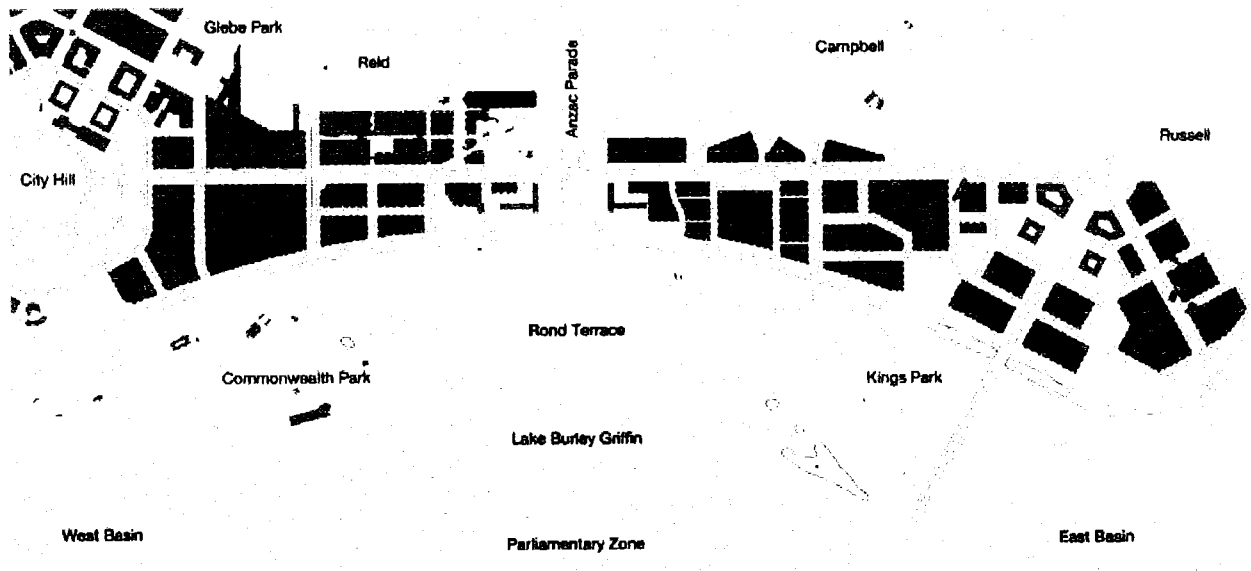 Glebe Park
Reid
Anzac Parade
Campbell
Russell
City Hill
Rond Terrace
Commonwealth Park
Kings Park
Lake Burley Griffin
West Basin
Parliamentary Zone
East Basin